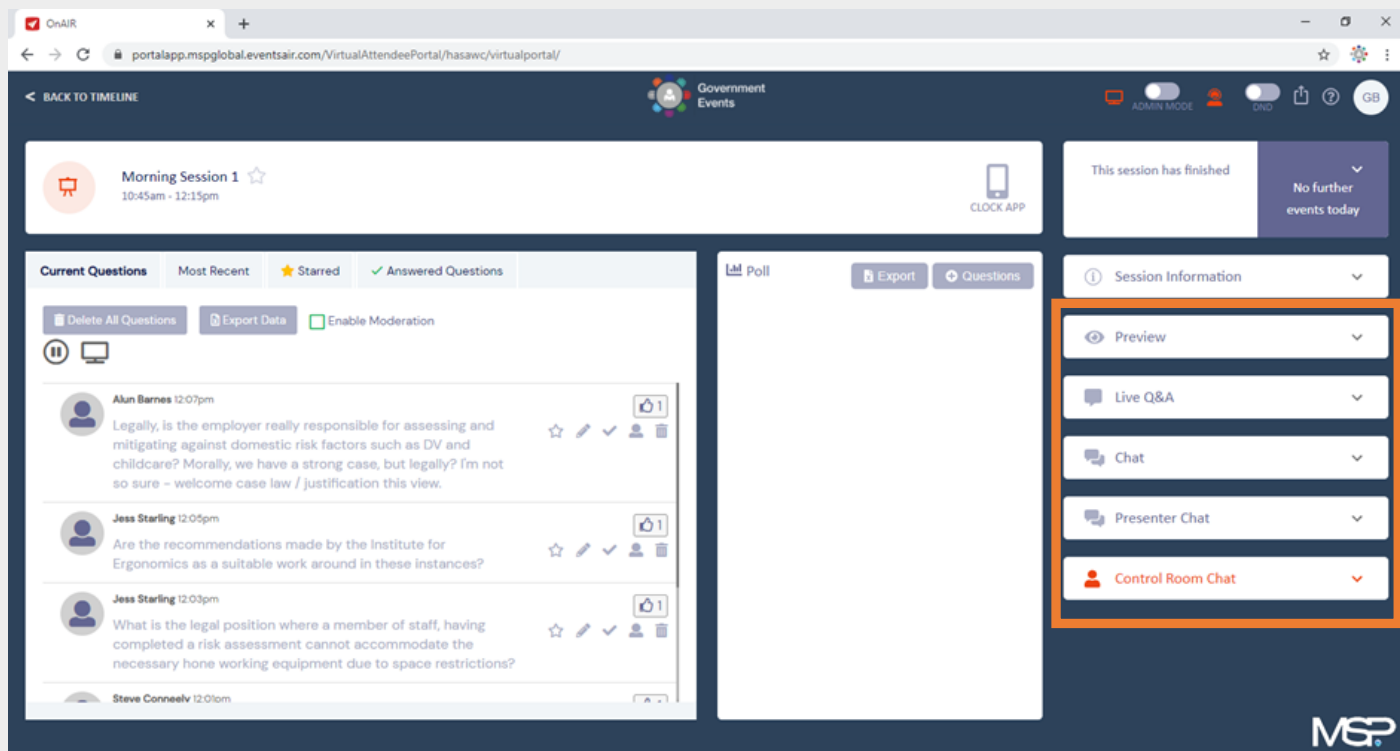 OnAIR
portalapp.mspglobal.eventsair.com/VirtualAttendeePortal/hasawc/virtualportal/
BACK TO TIMELINE
Government
Events
ADMIN MODE
DND
GB
Morning Session 1
10:45am - 12:15pm
CLOCK APP
This session has finished
No further
events today
Current Questions
Most Recent
Starred
Answered Questions
Delete All Questions
Export Data
Enable Moderation
Alun Barnes 12:07pm
1
Legally, is the employer really responsible for assessing and
mitigating against domestic risk factors such as DV and
childcare? Morally, we have a strong case, but legally? I'm not
so sure – welcome case law / justification this view.
Jess Starling 12:05pm
1
Are the recommendations made by the Institute for
Ergonomics as a suitable work around in these instances?
Jess Starling 12:03pm
1
What is the legal position where a member of staff, having
completed a risk assessment cannot accommodate the
necessary hone working equipment due to space restrictions?
Steve Conneely 12:01pm
Poll
Export
Questions
Session Information
Preview
Live Q&A
Chat
Presenter Chat
Control Room Chat
MSP.